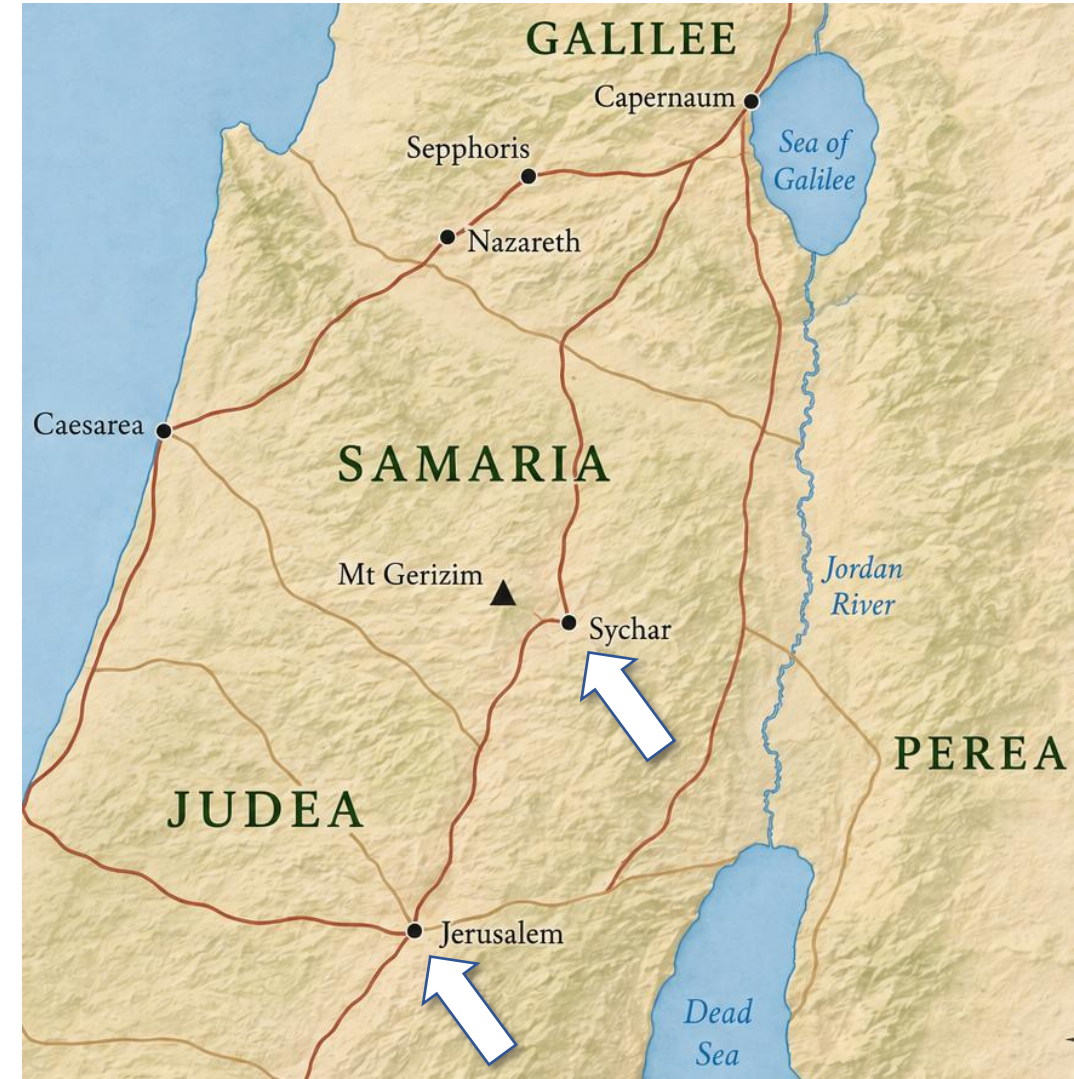 GALILEE
Capernaum
Sea of
Galilee
Sepphoris
Nazareth
Caesarea
SAMARIA
Mt Gerizim
Jordan
River
Sychar
PEREA
JUDEA
Jerusalem
Dead
Sea